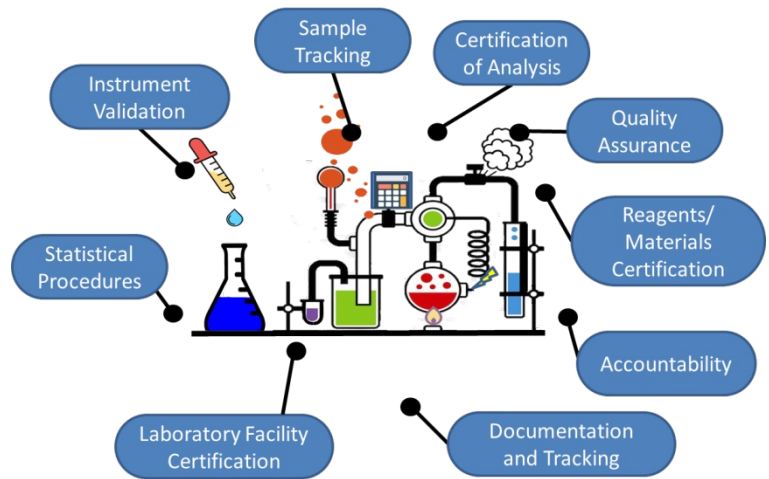 Sample
Tracking
Certification
of Analysis
Instrument
Validation
Quality
Assurance
Reagents/
Materials
Certification
Statistical
Procedures
Accountability
Laboratory Facility
Certification
Documentation
and Tracking